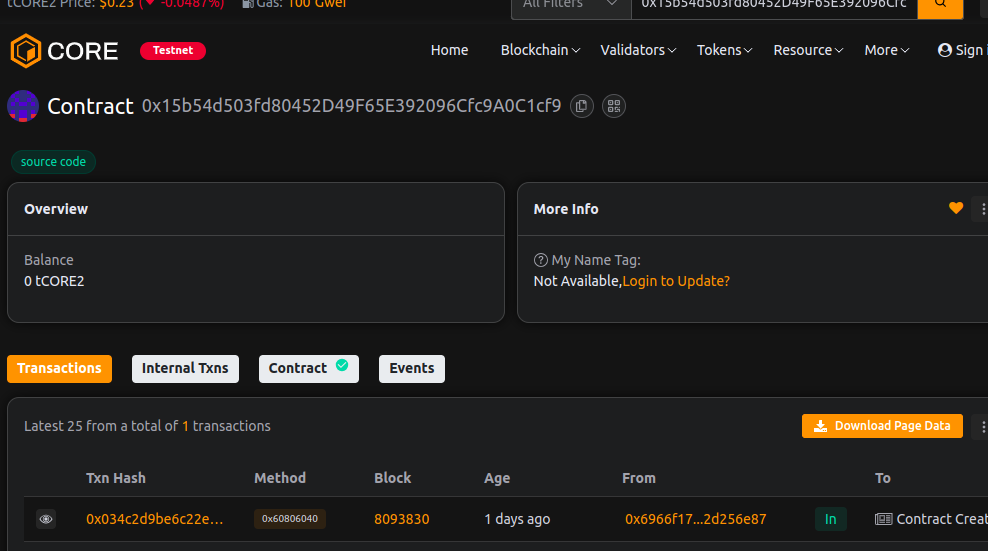 tCORE2 Price: $0.23 ( -0.0487%) Gas: 100 Gwei
All Filters 0x15b54d503fd80452D49F65E392096Cfc
CORE Testnet Home Blockchain Validators Tokens Resource More Sign
Contract 0x15b54d503fd80452D49F65E392096Cfc9A0C1cf9
source code
Overview
Balance
0 tCORE2
More Info
My Name Tag:
Not Available,Login to Update?
Transactions Internal Txns Contract Events
Latest 25 from a total of 1 transactions
Download Page Data
Txn Hash Method Block Age From To
0x034c2d9be6c22e... 0x60806040 8093830 1 days ago 0x6966f17...2d256e87 In Contract Creat